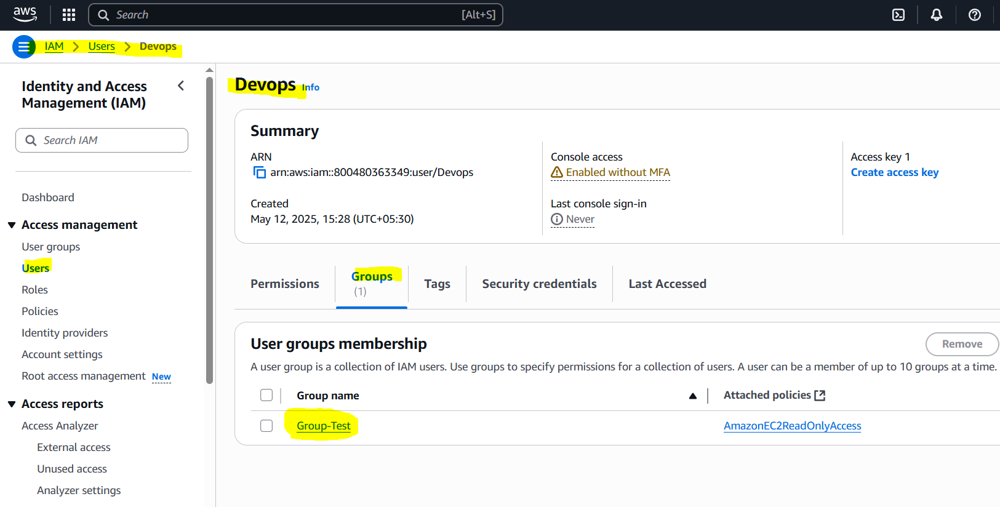 aws
Search [Alt+S]
IAM > Users > Devops
Identity and Access
Management (IAM)
Search IAM
Dashboard
Access management
User groups
Users
Roles
Policies
Identity providers
Account settings
Root access management New
Access reports
Access Analyzer
External access
Unused access
Analyzer settings
Devops Info
Summary
ARN
arn:aws:iam::800480363349:user/Devops
Created
May 12, 2025, 15:28 (UTC+05:30)
Console access
Enabled without MFA
Last console sign-in
Never
Access key 1
Create access key
Permissions
Groups
(1)
Tags
Security credentials
Last Accessed
User groups membership
Remove
A user group is a collection of IAM users. Use groups to specify permissions for a collection of users. A user can be a member of up to 10 groups at a time.
Group name
Attached policies
Group-Test
AmazonEC2ReadOnlyAccess